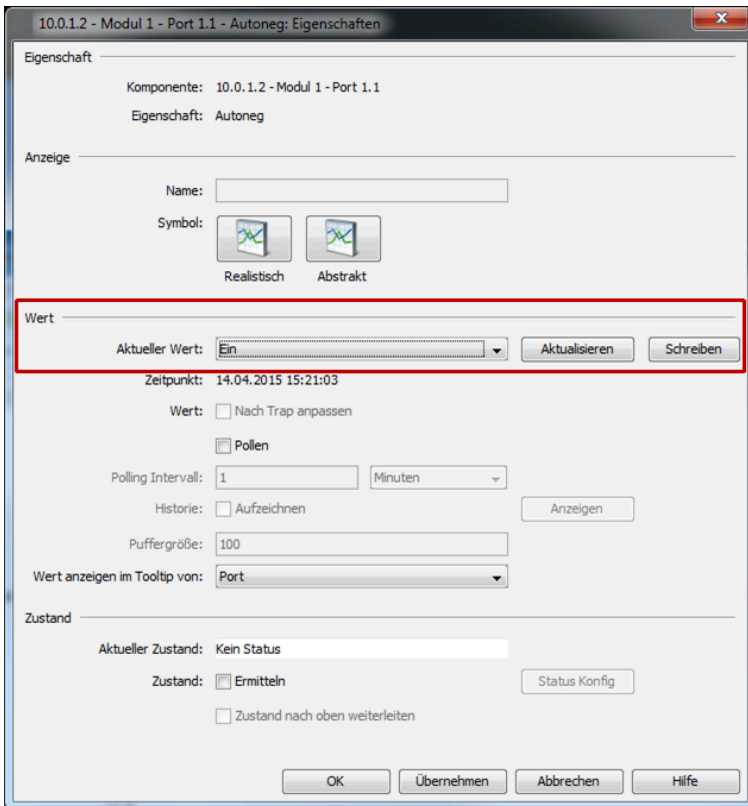 10.0.1.2 - Modul 1 - Port 1.1 - Autoneg: Eigenschaften
Eigenschaft
Komponente: 10.0.1.2 - Modul 1 - Port 1.1
Eigenschaft: Autoneg
Anzeige
Name:
Symbol:
Realistisch Abstrakt
Wert
Aktueller Wert: Ein Aktualisieren Schreiben
Zeitpunkt: 14.04.2015 15:21:03
Wert: Nach Trap anpassen
Pollen
Polling Intervall: 1 Minuten
Historie: Aufzeichnen Anzeigen
Puffergröße: 100
Wert anzeigen im Tooltip von: Port
Zustand
Aktueller Zustand: Kein Status
Zustand: Ermitteln Status Konfig
Zustand nach oben weiterleiten
OK Übernehmen Abbrechen Hilfe